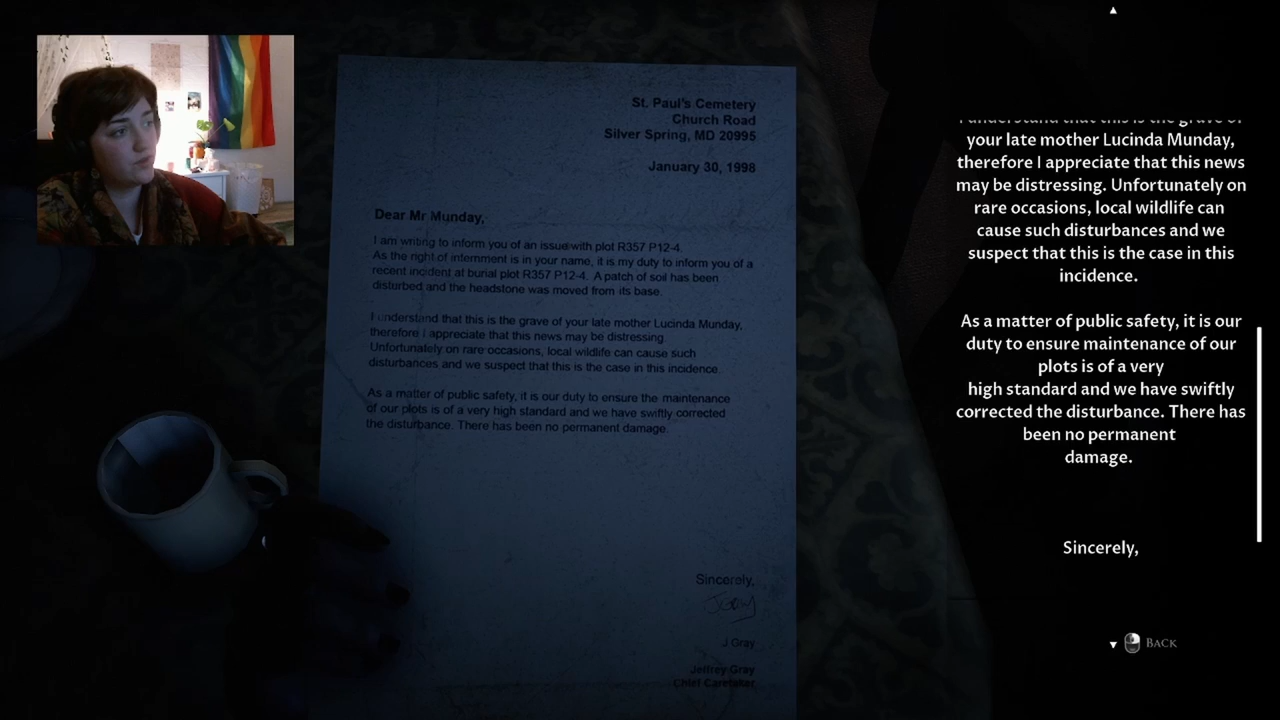 St. Paul's Cemetery
Church Road
Silver Spring, MD 20995
January 30, 1998
Dear Mr Munday,
I am writing to inform you of an issue with plot R357 P12-4.
As the right of internment is in your name, it is my duty to inform you of a
recent incident at burial plot R357 P12-4. A patch of soil has been
disturbed and the headstone was moved from its base.
I understand that this is the grave of your late mother Lucinda Munday,
therefore I appreciate that this news may be distressing.
Unfortunately on rare occasions, local wildlife can cause such
disturbances and we suspect that this is the case in this incidence.
As a matter of public safety, it is our duty to ensure the maintenance
of our plots is of a very high standard and we have swiftly corrected
the disturbance. There has been no permanent damage.
Sincerely,
JGray
J Gray
Jeffrey Gray
Chief Caretaker
I understand that this is the grave of
your late mother Lucinda Munday,
therefore I appreciate that this news
may be distressing. Unfortunately on
rare occasions, local wildlife can
cause such disturbances and we
suspect that this is the case in this
incidence.
As a matter of public safety, it is our
duty to ensure maintenance of our
plots is of a very
high standard and we have swiftly
corrected the disturbance. There has
been no permanent
damage.
Sincerely,
BACK